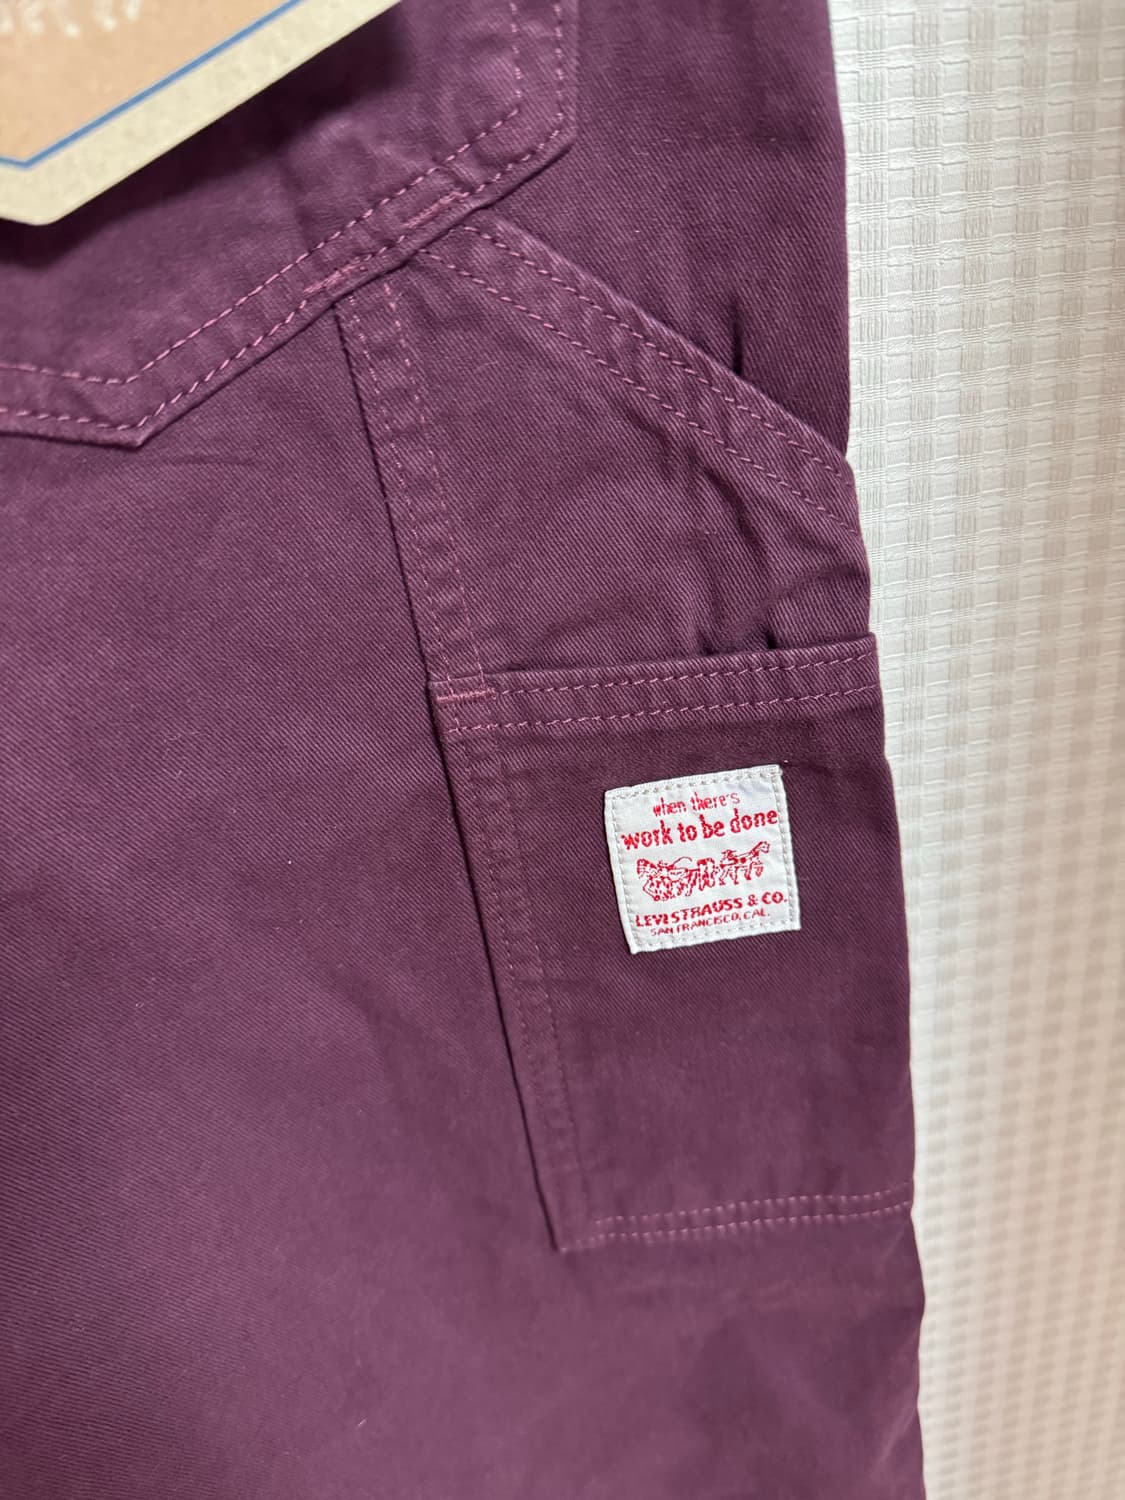 when there's
work to be done
LEVI STRAUSS & CO.
SAN FRANCISCO, CAL.